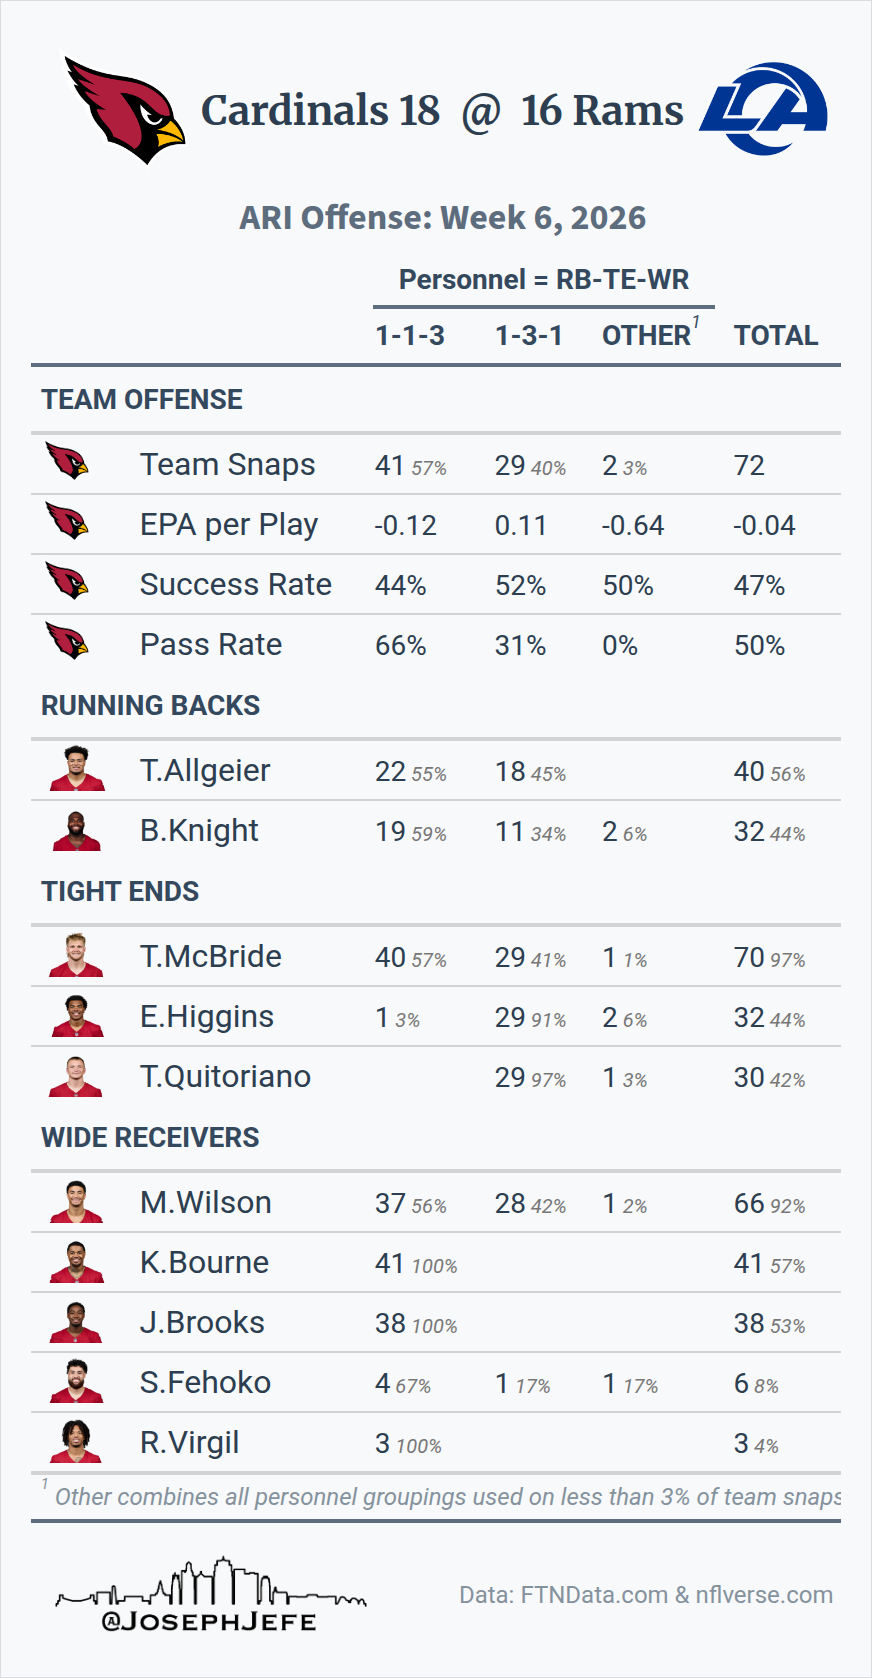 Cardinals 18 @ 16 Rams
LA
ARI Offense: Week 6, 2026
Personnel = RB-TE-WR
1-1-3 1-3-1 OTHER1 TOTAL
TEAM OFFENSE
Team Snaps 41 57% 29 40% 2 3% 72
EPA per Play -0.12 0.11 -0.64 -0.04
Success Rate 44% 52% 50% 47%
Pass Rate 66% 31% 0% 50%
RUNNING BACKS
T.Allgeier 22 55% 18 45% 40 56%
B.Knight 19 59% 11 34% 2 6% 32 44%
TIGHT ENDS
T.McBride 40 57% 29 41% 1 1% 70 97%
E.Higgins 1 3% 29 91% 2 6% 32 44%
T.Quitoriano 29 97% 1 3% 30 42%
WIDE RECEIVERS
M.Wilson 37 56% 28 42% 1 2% 66 92%
K.Bourne 41 100% 41 57%
J.Brooks 38 100% 38 53%
S.Fehoko 4 67% 1 17% 1 17% 6 8%
R.Virgil 3 100% 3 4%
1 Other combines all personnel groupings used on less than 3% of team snaps
@JosephJefe
Data: FTNData.com & nflverse.com